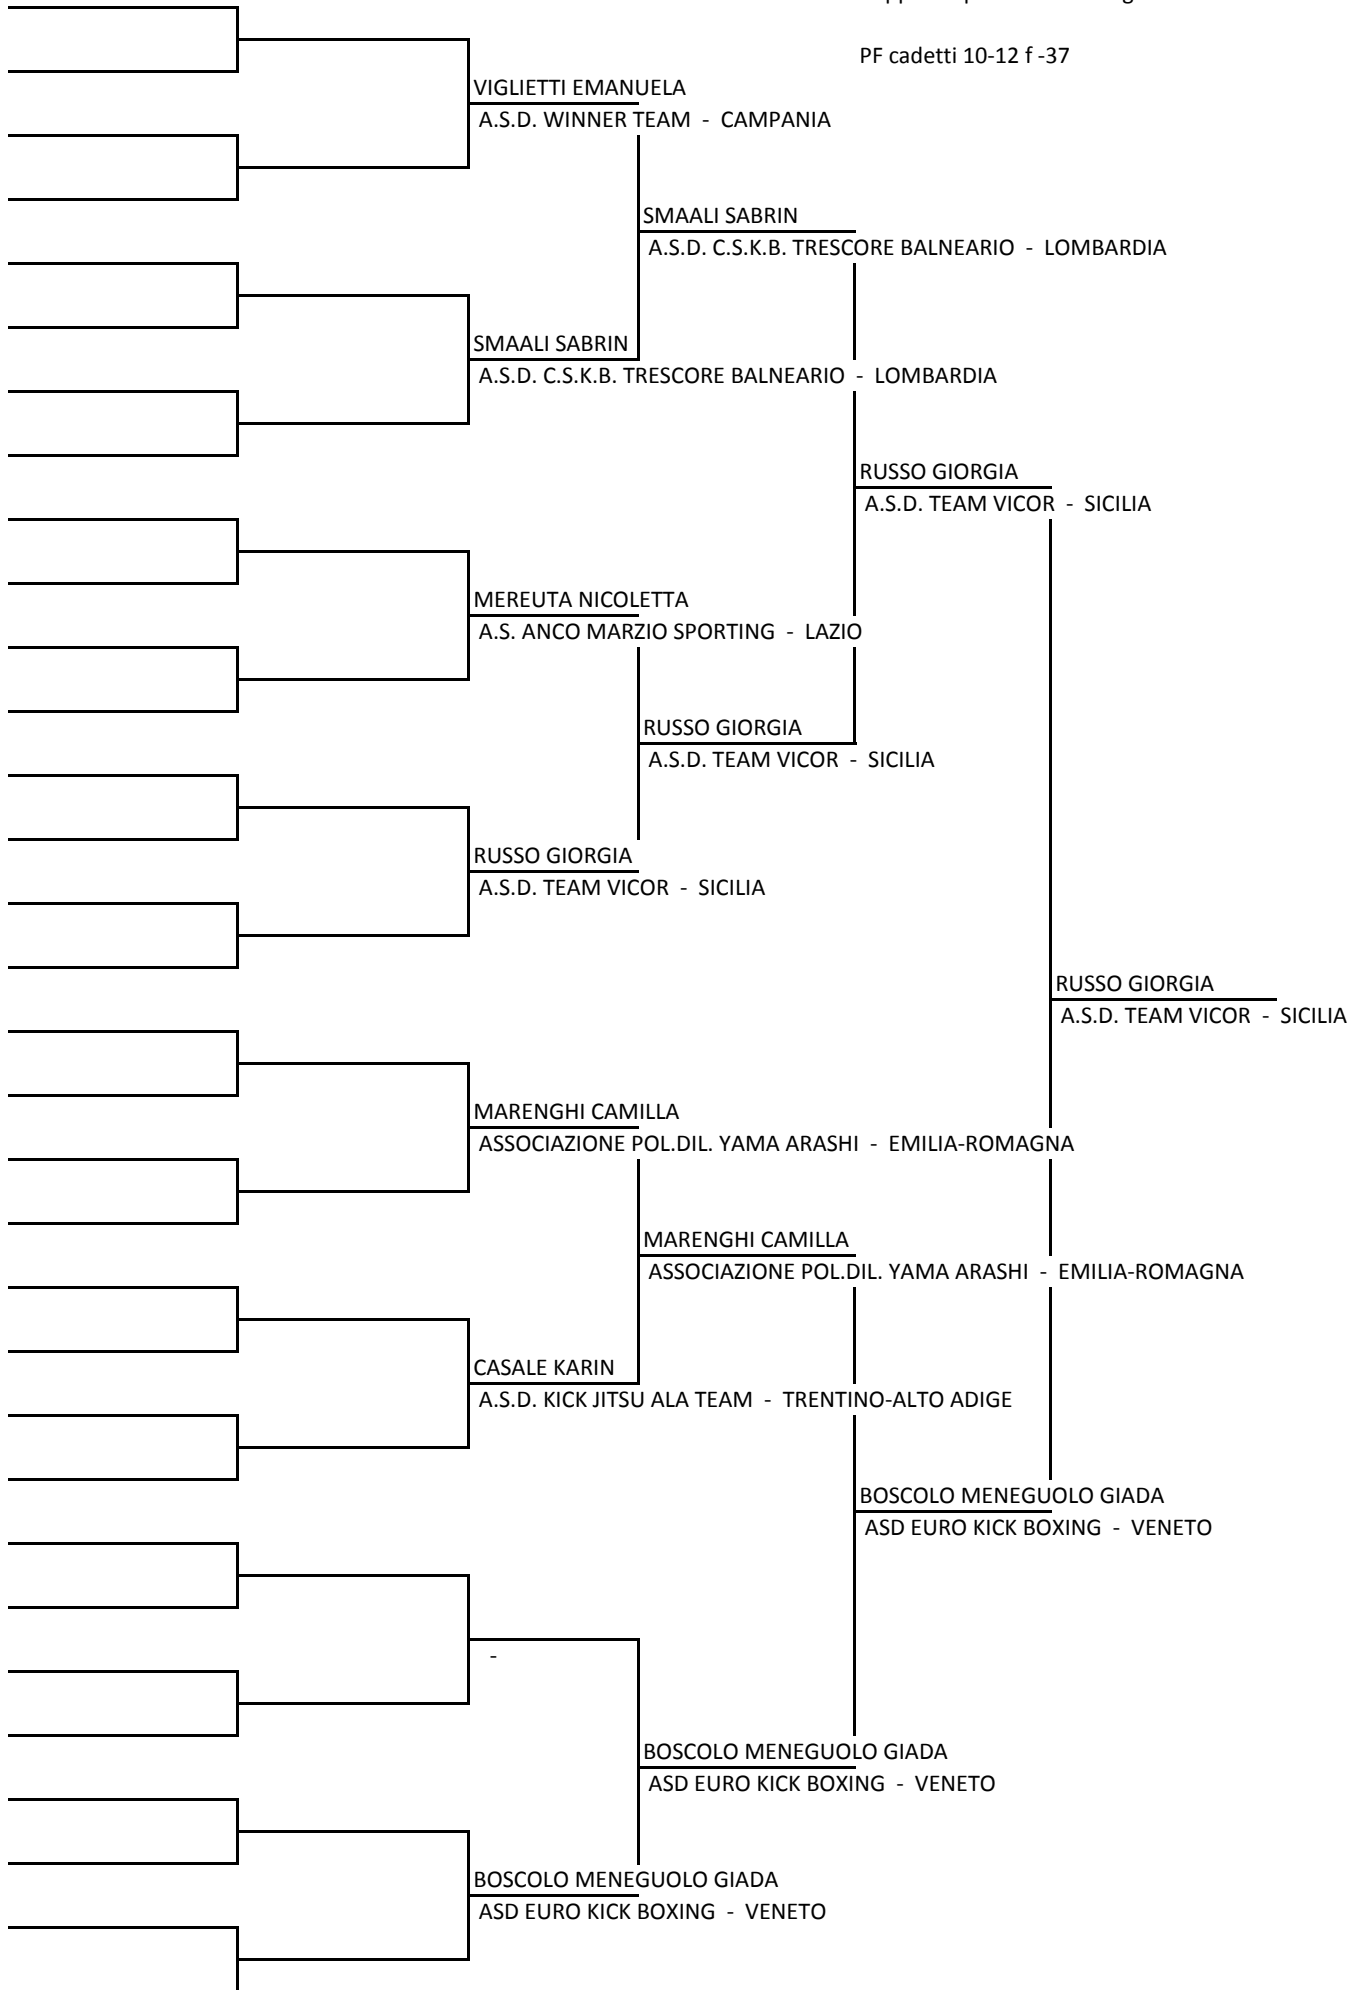 PF cadetti 10-12 f -37
VIGLIETTI EMANUELA
A.S.D. WINNER TEAM - CAMPANIA
SMAALI SABRIN
A.S.D. C.S.K.B. TRESCORE BALNEARIO - LOMBARDIA
SMAALI SABRIN
A.S.D. C.S.K.B. TRESCORE BALNEARIO - LOMBARDIA
RUSSO GIORGIA
A.S.D. TEAM VICOR - SICILIA
MEREUTA NICOLETTA
A.S. ANCO MARZIO SPORTING - LAZIO
RUSSO GIORGIA
A.S.D. TEAM VICOR - SICILIA
RUSSO GIORGIA
A.S.D. TEAM VICOR - SICILIA
RUSSO GIORGIA
A.S.D. TEAM VICOR - SICILIA
MARENGHI CAMILLA
ASSOCIAZIONE POL.DIL. YAMA ARASHI - EMILIA-ROMAGNA
MARENGHI CAMILLA
ASSOCIAZIONE POL.DIL. YAMA ARASHI - EMILIA-ROMAGNA
CASALE KARIN
A.S.D. KICK JITSU ALA TEAM - TRENTINO-ALTO ADIGE
BOSCOLO MENEGUOLO GIADA
ASD EURO KICK BOXING - VENETO
-
BOSCOLO MENEGUOLO GIADA
ASD EURO KICK BOXING - VENETO
BOSCOLO MENEGUOLO GIADA
ASD EURO KICK BOXING - VENETO